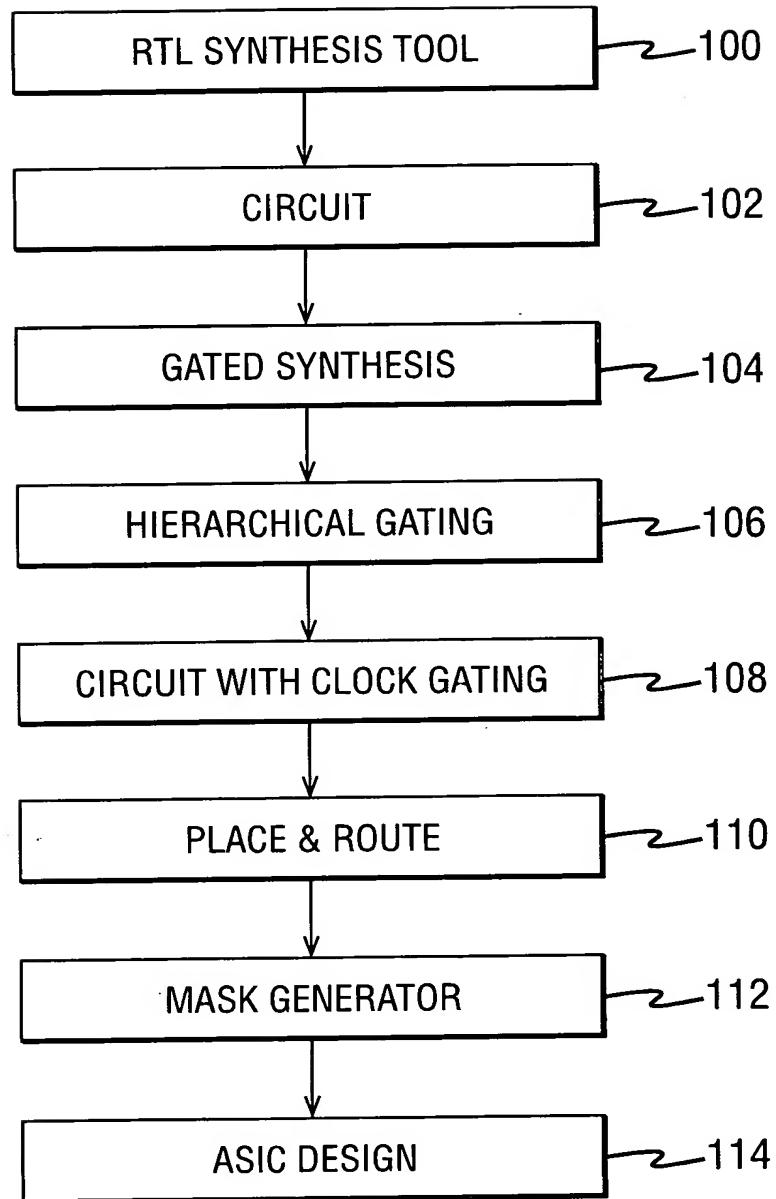 RTL SYNTHESIS TOOL 100
CIRCUIT 102
GATED SYNTHESIS 104
HIERARCHICAL GATING 106
CIRCUIT WITH CLOCK GATING 108
PLACE & ROUTE 110
MASK GENERATOR 112
ASIC DESIGN 114